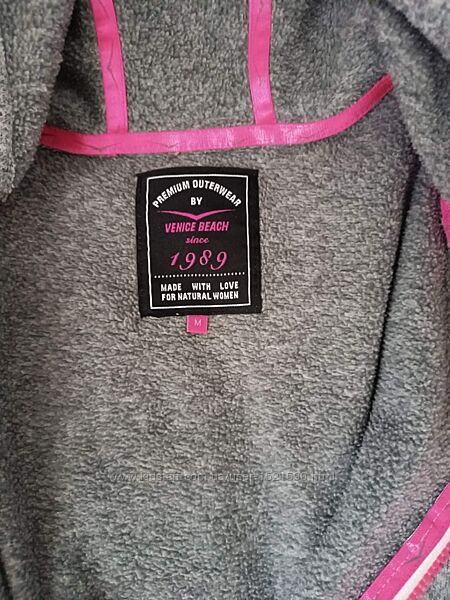 PREMIUM OUTERWEAR
BY
VENICE BEACH
since
1989
MADE WITH LOVE
FOR NATURAL WOMEN
M